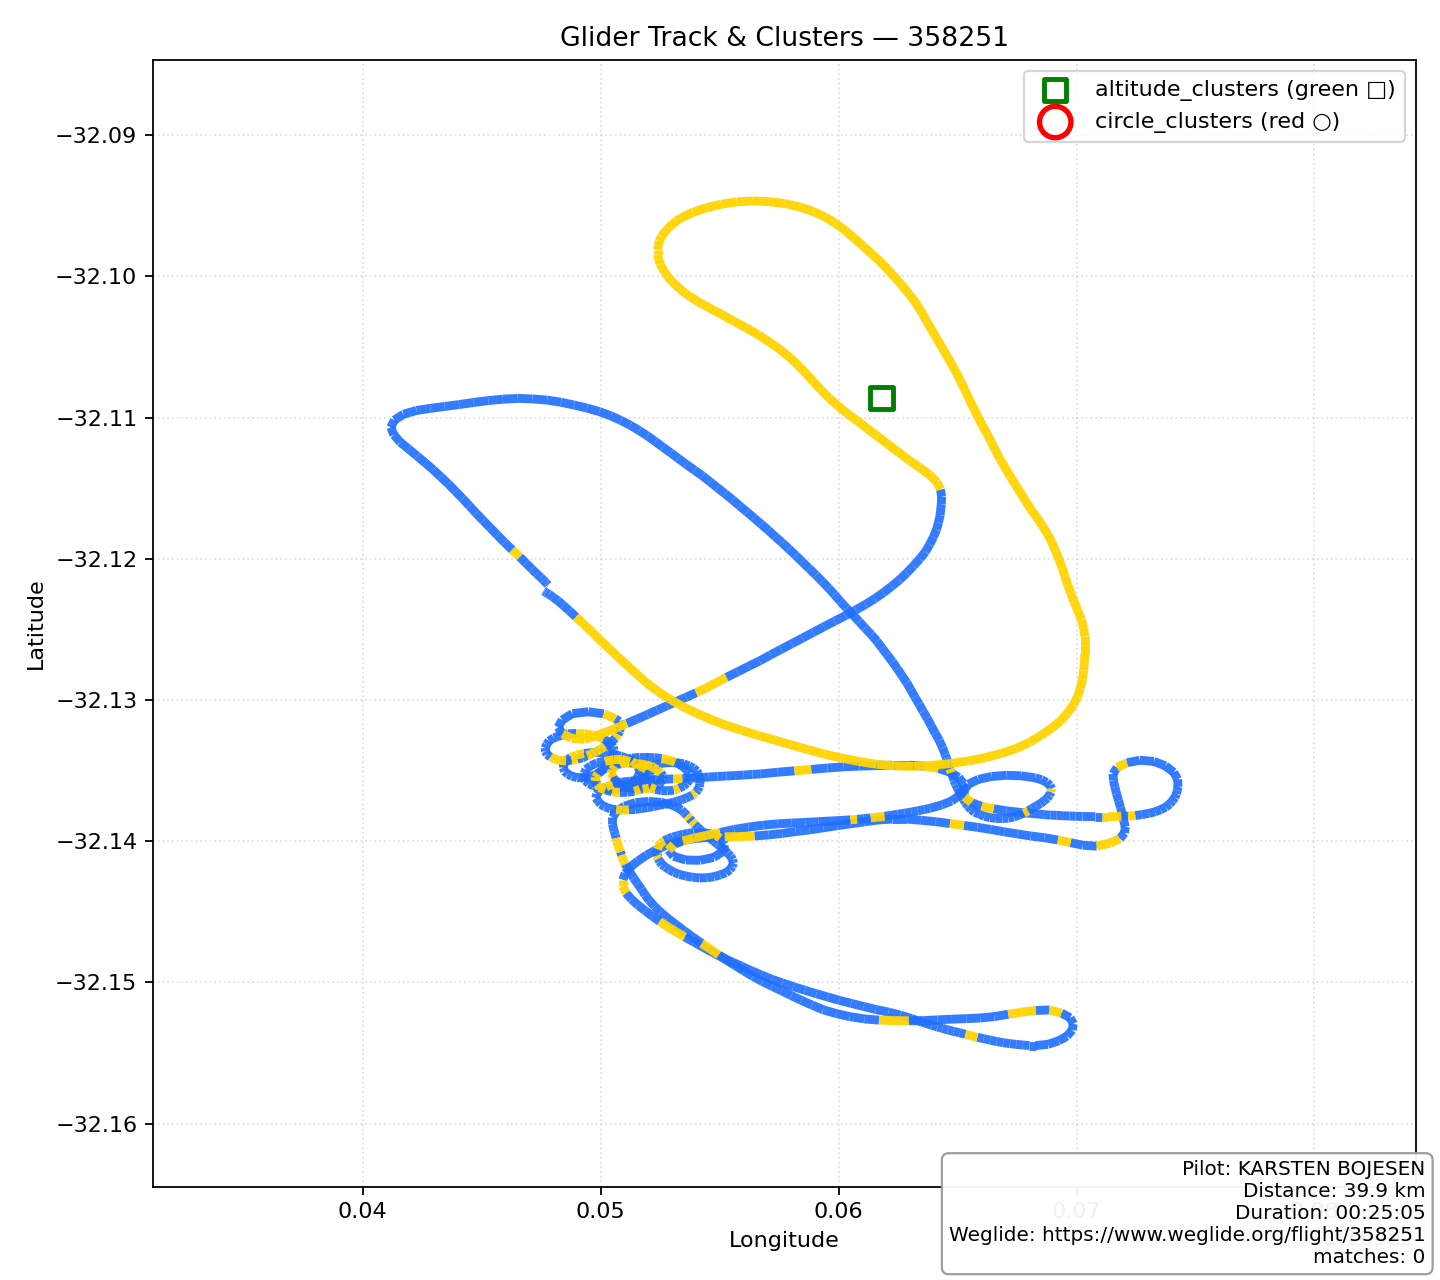 Glider Track & Clusters — 358251
altitude_clusters (green □)
circle_clusters (red ○)
−32.09
−32.10
−32.11
−32.12
−32.13
−32.14
−32.15
−32.16
Latitude
0.04
0.05
0.06
0.07
Longitude
Pilot: KARSTEN BOJESEN
Distance: 39.9 km
Duration: 00:25:05
Weglide: https://www.weglide.org/flight/358251
matches: 0